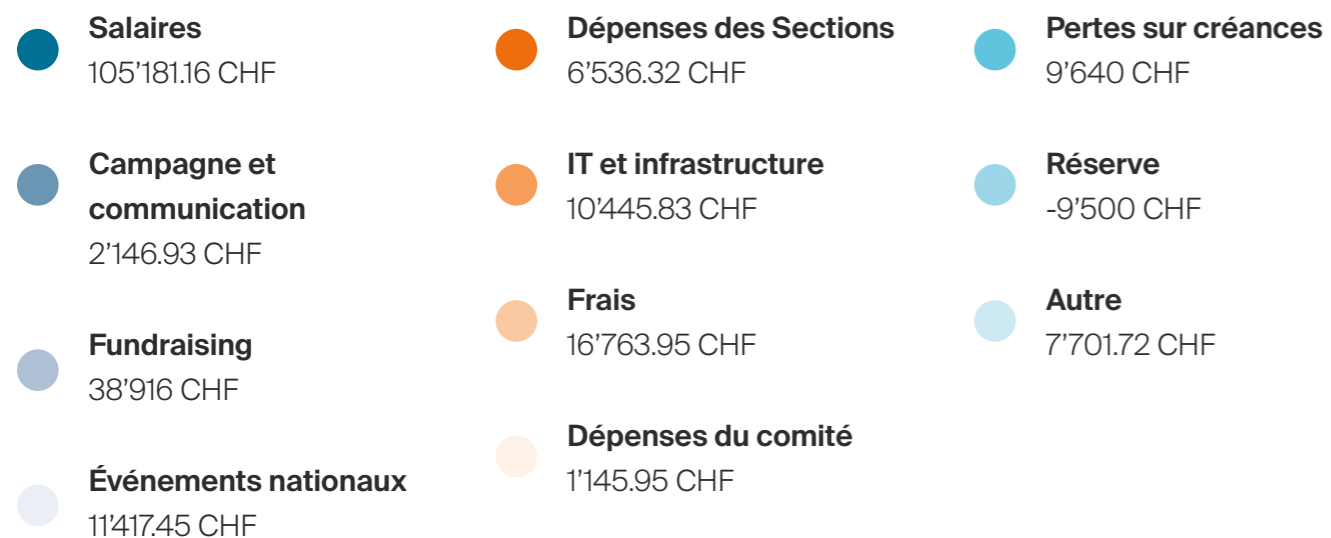 Salaires
105’181.16 CHF
Campagne et
communication
2’146.93 CHF
Fundraising
38’916 CHF
Événements nationaux
11’417.45 CHF
Dépenses des Sections
6’536.32 CHF
IT et infrastructure
10’445.83 CHF
Frais
16’763.95 CHF
Dépenses du comité
1’145.95 CHF
Pertes sur créances
9’640 CHF
Réserve
-9’500 CHF
Autre
7’701.72 CHF